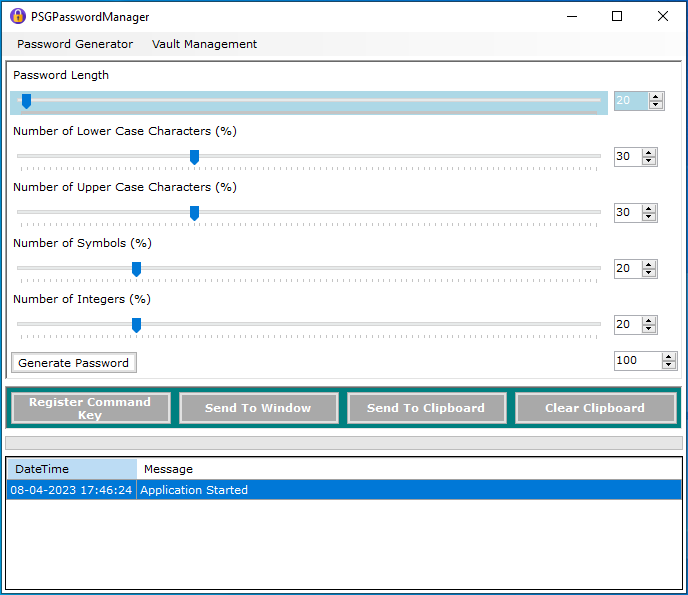 PSGPasswordManager
Password Generator Vault Management
Password Length
20
Number of Lower Case Characters (%)
30
Number of Upper Case Characters (%)
30
Number of Symbols (%)
20
Number of Integers (%)
20
Generate Password
100
Register Command
Key
Send To Window
Send To Clipboard
Clear Clipboard
DateTime Message
08-04-2023 17:46:24 Application Started